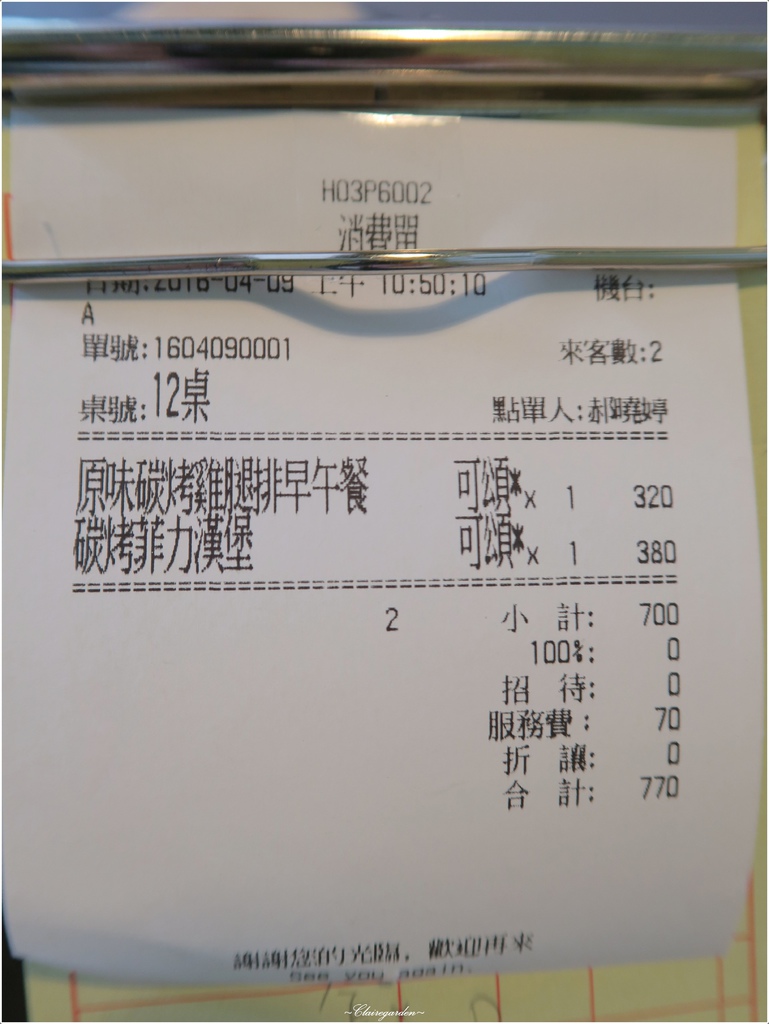 H03P6002
消費單
日期:2016-04-09 上午 10:50:10 機台:
A
單號:1604090001 來客數:2
桌號:12桌 點單人:郝曉婷
原味碳烤雞腿排早午餐 可頌*x 1 320
碳烤菲力漢堡 可頌*x 1 380
2 小 計: 700
100%: 0
招 待: 0
服務費: 70
折 讓: 0
合 計: 770
謝謝您的光臨, 歡迎再來
See you again.
~Clairegarden~